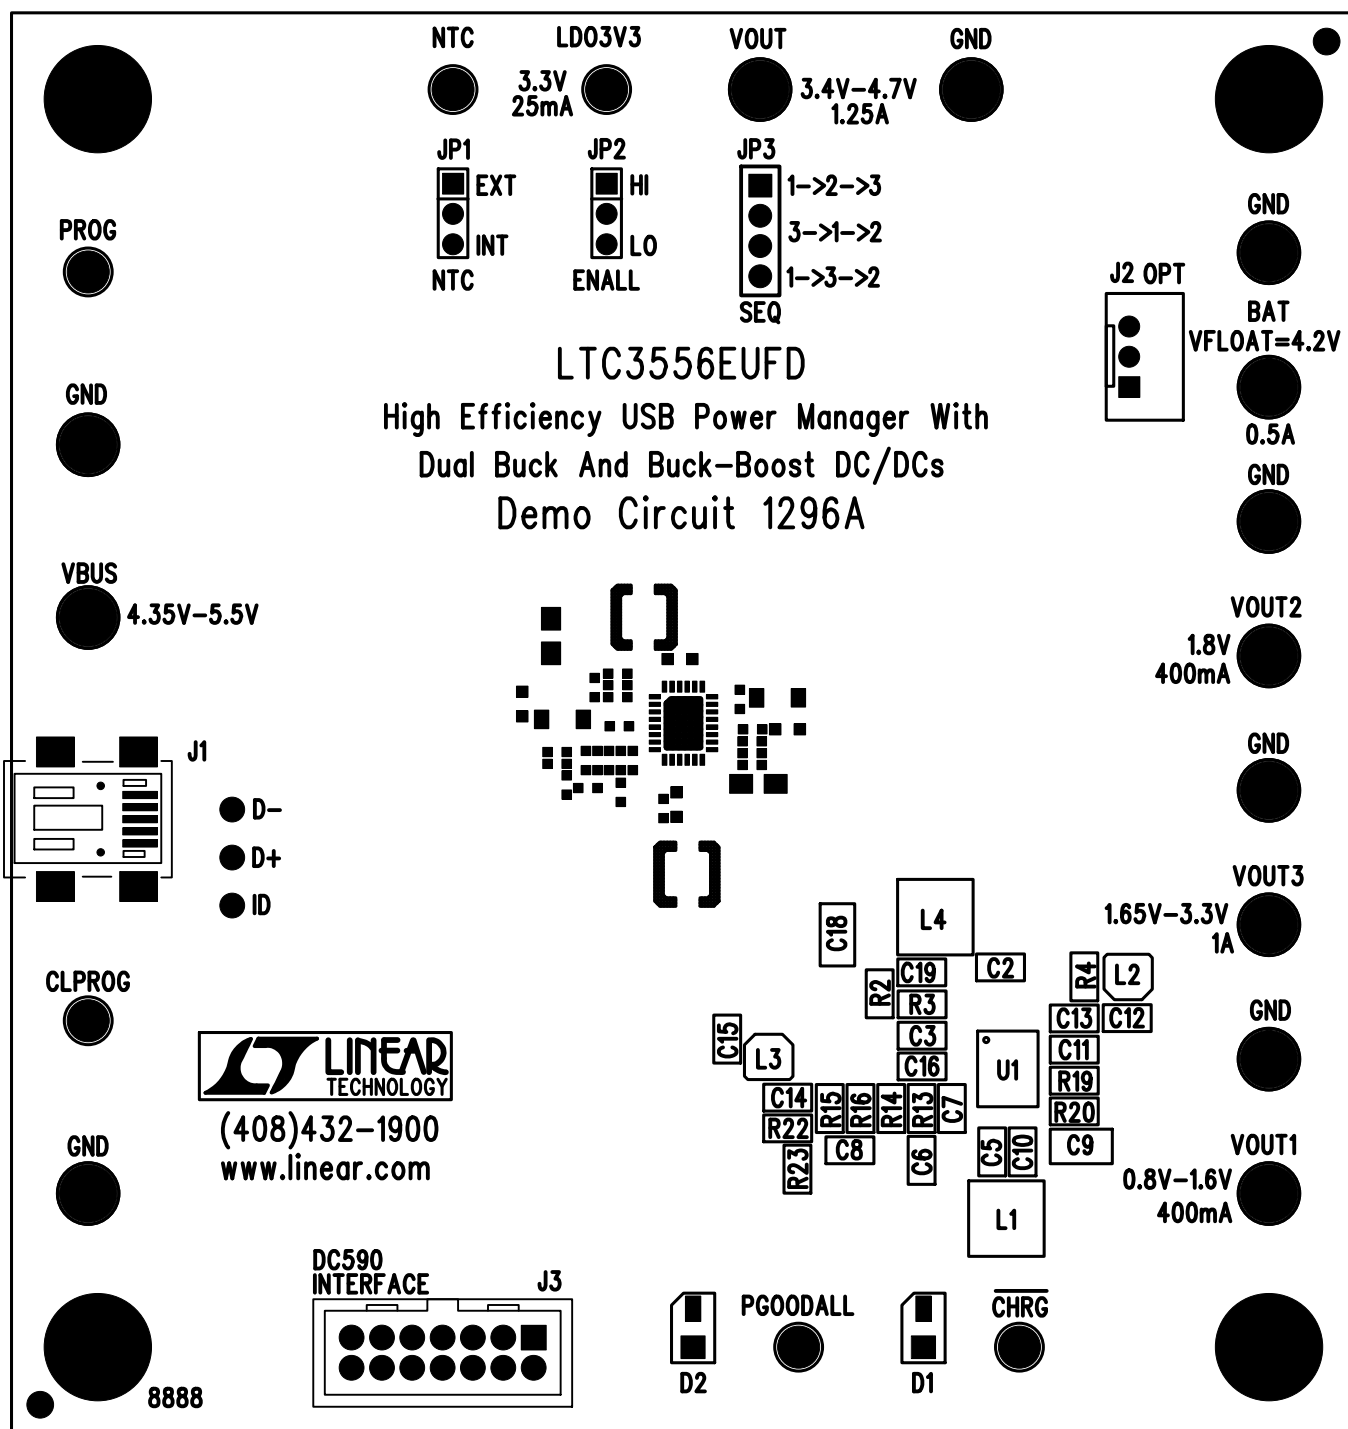 NTC
LDO3V3
VOUT
GND
3.3V
25mA
3.4V-4.7V
1.25A
JP1
JP2
JP3
EXT
HI
1->2->3
INT
LO
3->1->2
1->3->2
NTC
ENALL
SEQ
PROG
GND
J2 OPT
BAT
VFLOAT=4.2V
0.5A
LTC3556EUFD
High Efficiency USB Power Manager With
Dual Buck And Buck-Boost DC/DCs
Demo Circuit 1296A
GND
GND
VBUS
4.35V-5.5V
VOUT2
1.8V
400mA
J1
GND
D-
D+
ID
VOUT3
1.65V-3.3V
1A
CLPROG
GND
C18
L4
R2
C19
C2
R4
L2
R3
C13
C12
C15
L3
C3
C11
C16
U1
R19
C14
R15
R16
R14
R13
C7
R20
R22
C8
C6
C5
C10
C9
R23
L1
LINEAR
TECHNOLOGY
(408)432-1900
www.linear.com
GND
VOUT1
0.8V-1.6V
400mA
DC590
INTERFACE
J3
PGOODALL
CHRG
D2
D1
8888